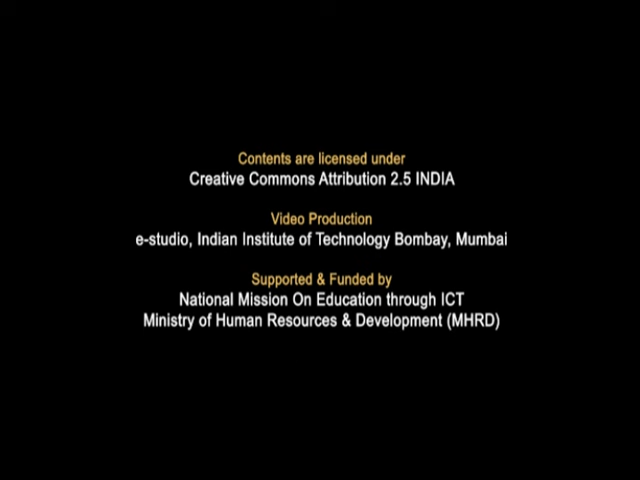 Contents are licensed under
Creative Commons Attribution 2.5 INDIA
Video Production
e-studio, Indian Institute of Technology Bombay, Mumbai
Supported & Funded by
National Mission On Education through ICT
Ministry of Human Resources & Development (MHRD)